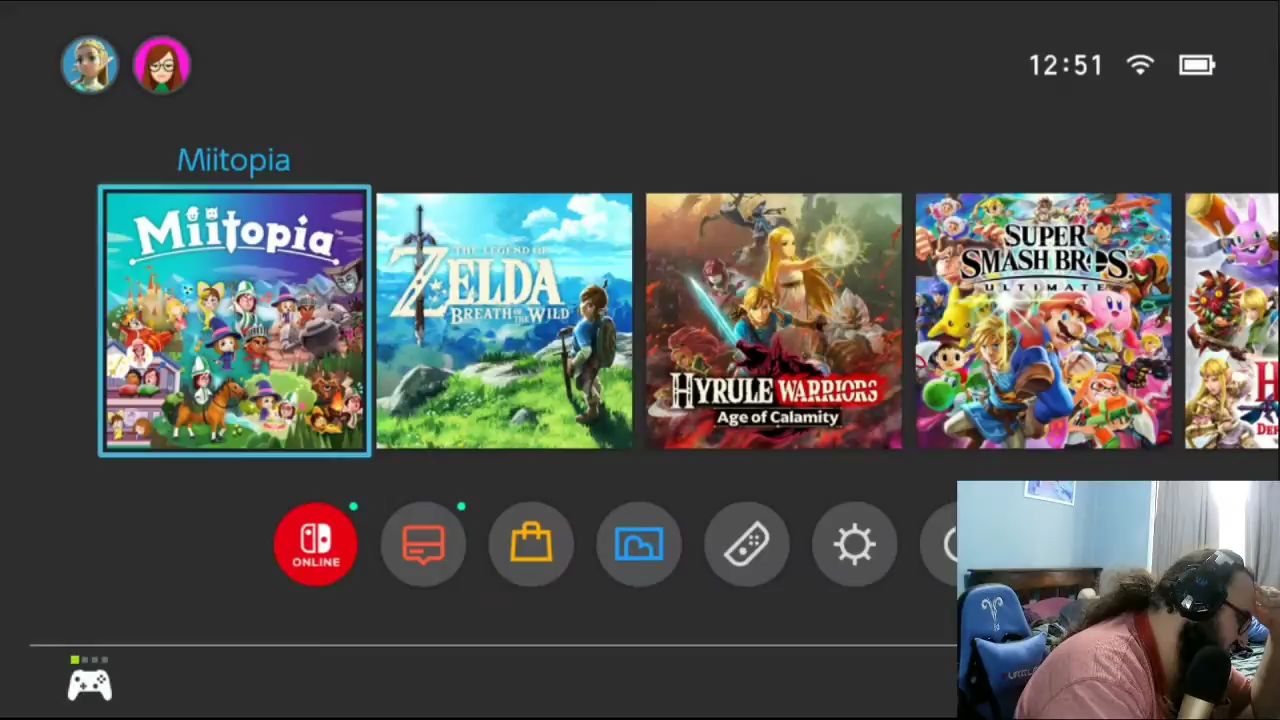 12:51
Miitopia
Miitopia™
THE LEGEND OF
ZELDA
BREATH OF THE WILD
HYRULE WARRIORS
Age of Calamity
SUPER
SMASH BROS
ULTIMATE
ONLINE